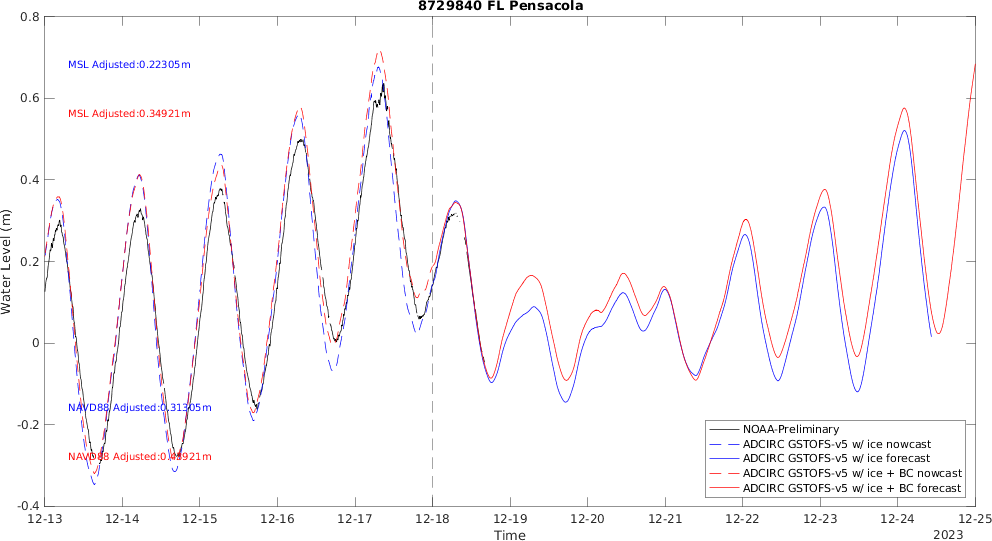 8729840 FL Pensacola
0.8
0.6
0.4
0.2
0
-0.2
-0.4
Water Level (m)
MSL Adjusted:0.22305m
MSL Adjusted:0.34921m
NAVD88 Adjusted:0.31305m
NAVD88 Adjusted:0.43921m
NOAA-Preliminary
ADCIRC GSTOFS-v5 w/ ice nowcast
ADCIRC GSTOFS-v5 w/ ice forecast
ADCIRC GSTOFS-v5 w/ ice + BC nowcast
ADCIRC GSTOFS-v5 w/ ice + BC forecast
12-13 12-14 12-15 12-16 12-17 12-18 12-19 12-20 12-21 12-22 12-23 12-24 12-25
Time
2023